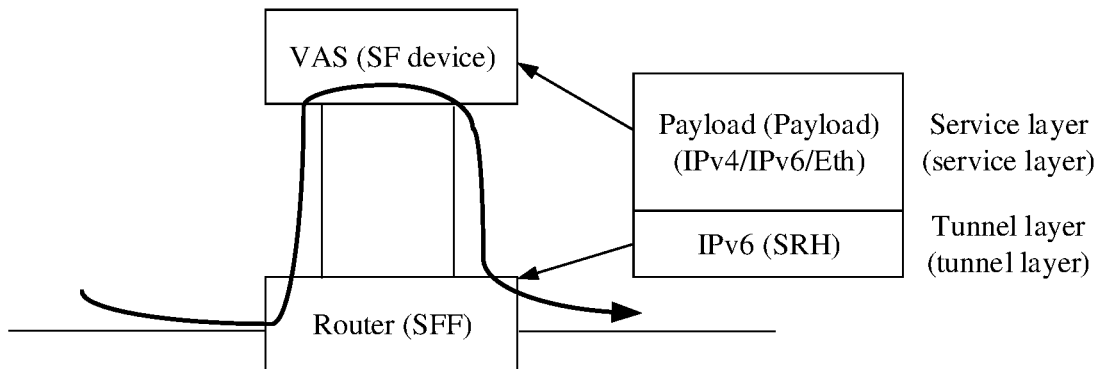 VAS (SF device)
Payload (Payload)
(IPv4/IPv6/Eth)
Service layer
(service layer)
IPv6 (SRH)
Tunnel layer
(tunnel layer)
Router (SFF)